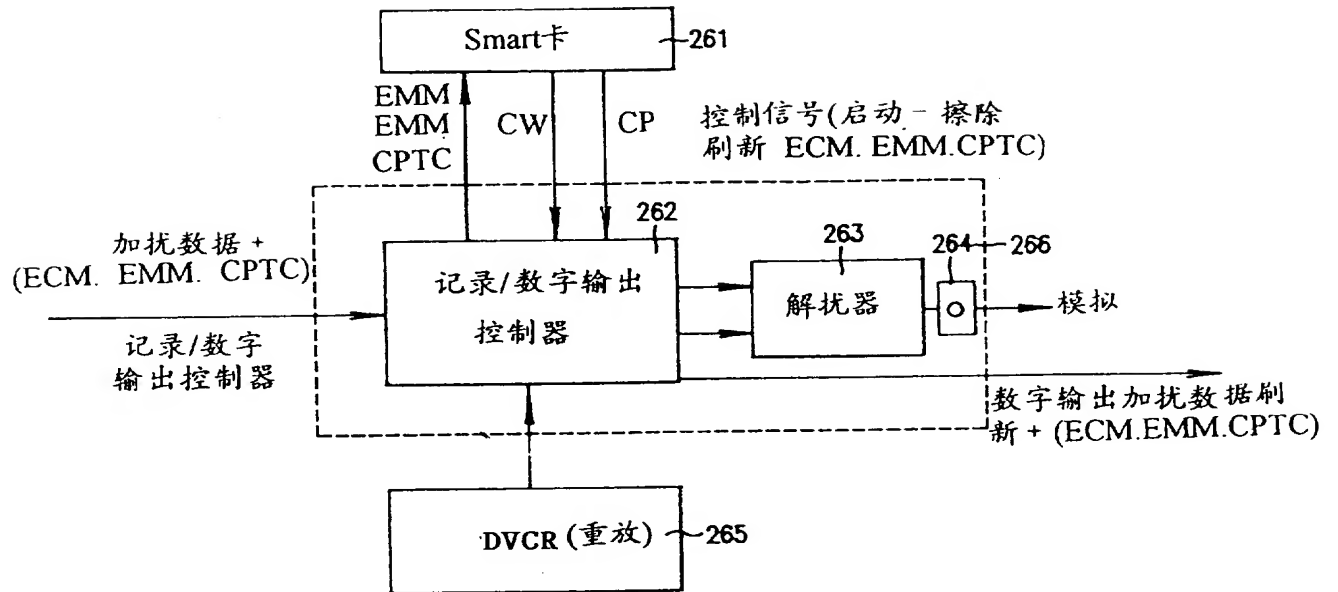 Smart卡
261
EMM
EMM
CPTC
CW
CP
控制信号(启动-擦除
刷新 ECM. EMM.CPTC)
加扰数据+
(ECM. EMM. CPTC)
记录/数字
输出控制器
262
记录/数字输出
控制器
263
解扰器
264
266
模拟
数字输出加扰数据刷
新+(ECM.EMM.CPTC)
DVCR(重放)
265